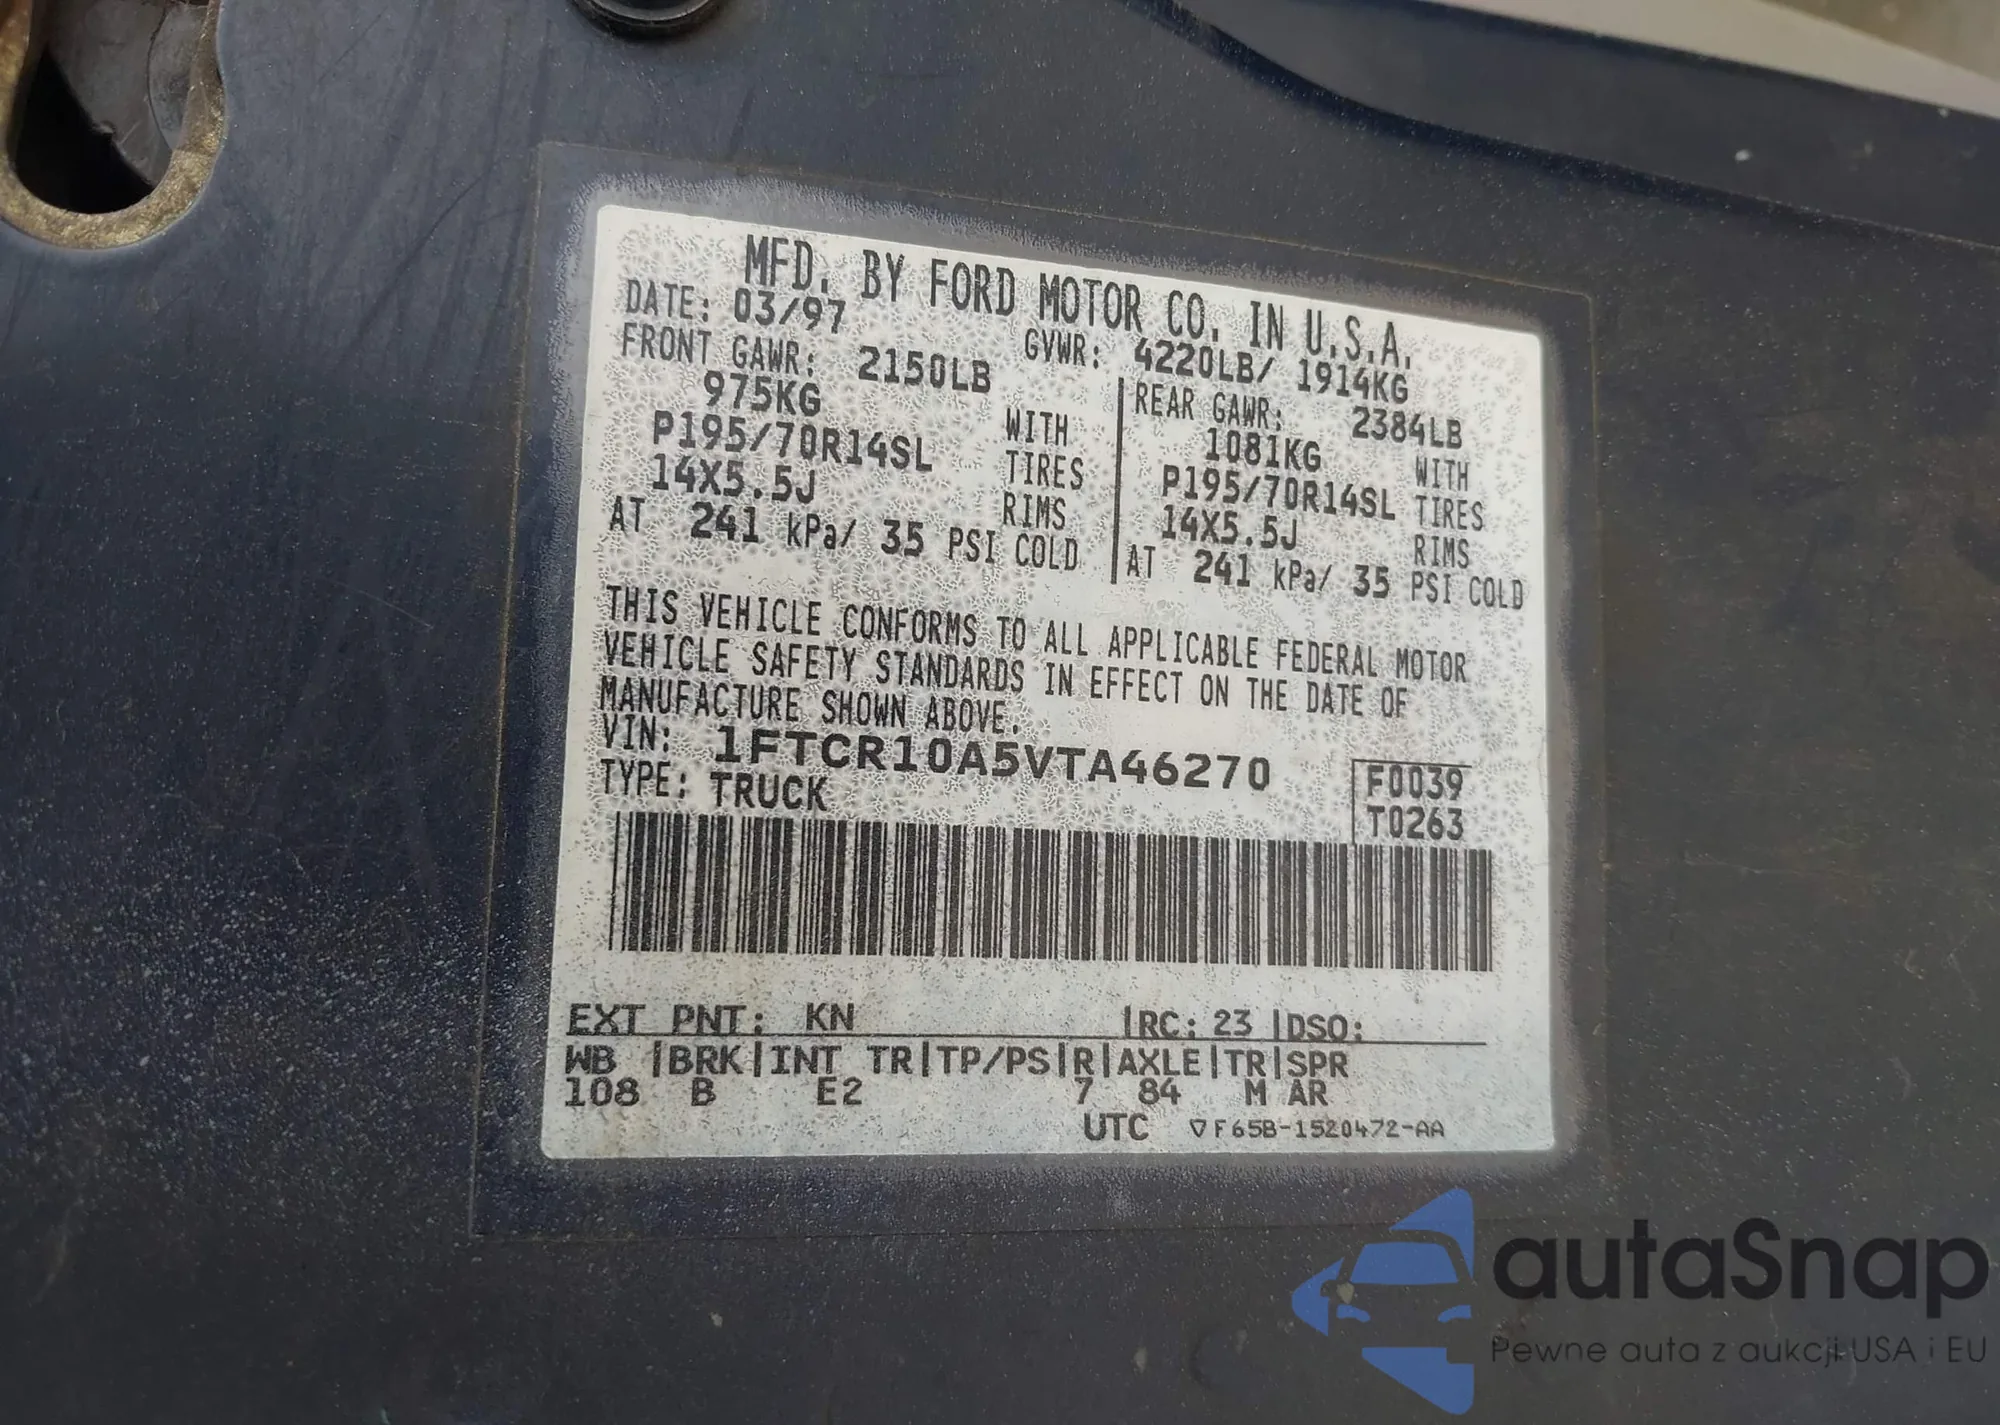 MFD. BY FORD MOTOR CO. IN U.S.A.
DATE: 03/97 GVWR: 4220LB/ 1914KG
FRONT GAWR: 2150LB REAR GAWR: 2384LB
975KG WITH 1081KG WITH
P195/70R14SL TIRES P195/70R14SL TIRES
14X5.5J RIMS 14X5.5J RIMS
AT 241 kPa/ 35 PSI COLD AT 241 kPa/ 35 PSI COLD
THIS VEHICLE CONFORMS TO ALL APPLICABLE FEDERAL MOTOR
VEHICLE SAFETY STANDARDS IN EFFECT ON THE DATE OF
MANUFACTURE SHOWN ABOVE.
VIN: 1FTCR10A5VTA46270 F0039
TYPE: TRUCK T0263
EXT PNT: KN |RC: 23 |DSO:
WB |BRK|INT TR|TP/PS|R|AXLE|TR|SPR
108 B E2 7 84 M AR
UTC ▽F65B-1520472-AA
autaSnap
Pewne auta z aukcji USA i EU